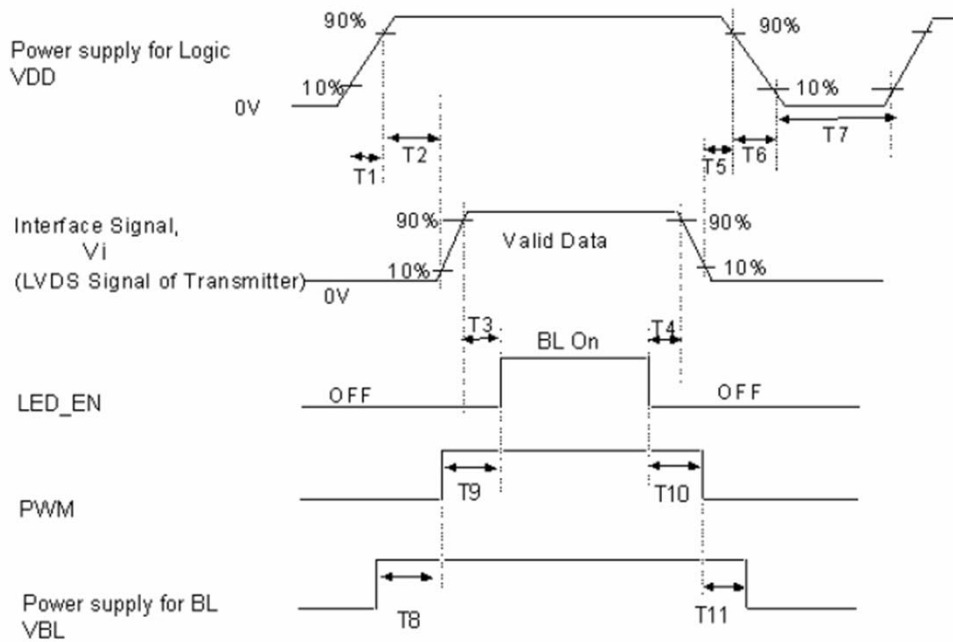 90%
90%
Power supply for Logic
VDD
10%
10%
0V
T2
T7
T1
T5
T6
Interface Signal,
Vi
(LVDS Signal of Transmitter)
90%
90%
Valid Data
10%
10%
0V
T3
T4
BL On
LED_EN
OFF
OFF
PWM
T9
T10
Power supply for BL
VBL
T8
T11